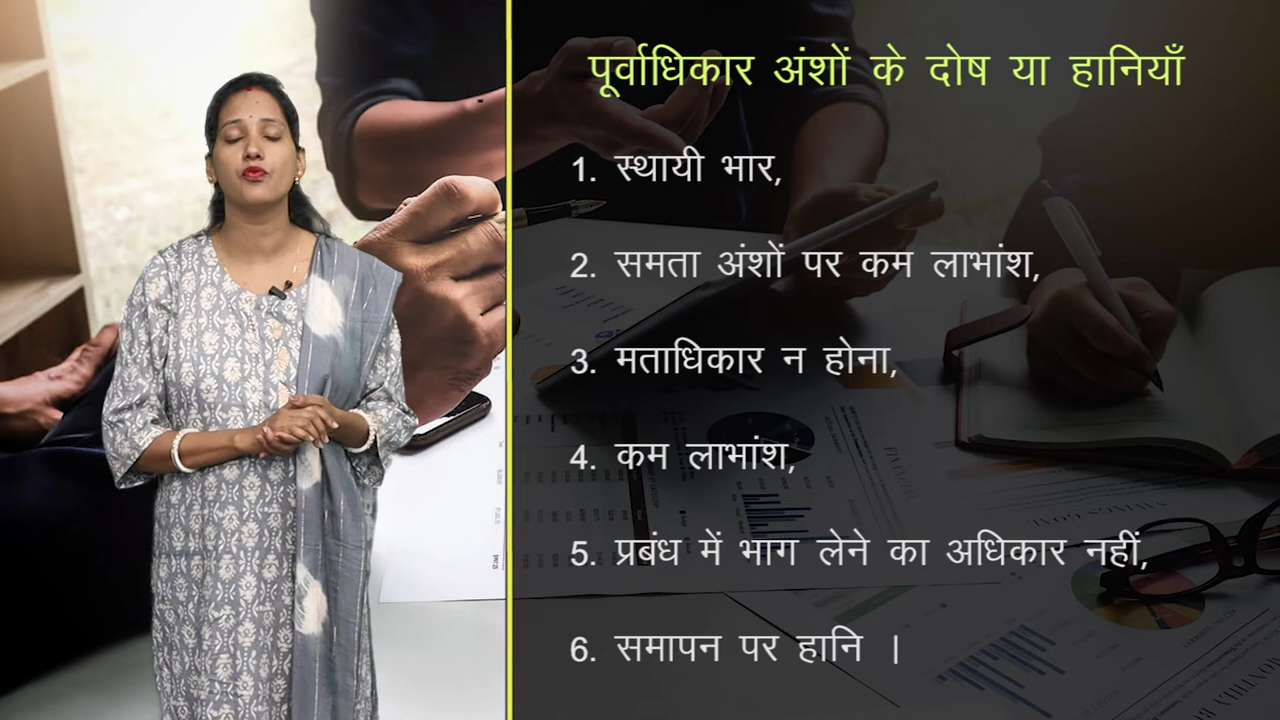 पूर्वाधिकार अंशों के दोष या हानियाँ
1. स्थायी भार,
2. समता अंशों पर कम लाभांश,
3. मताधिकार न होना,
4. कम लाभांश,
5. प्रबंध में भाग लेने का अधिकार नहीं,
6. समापन पर हानि ।